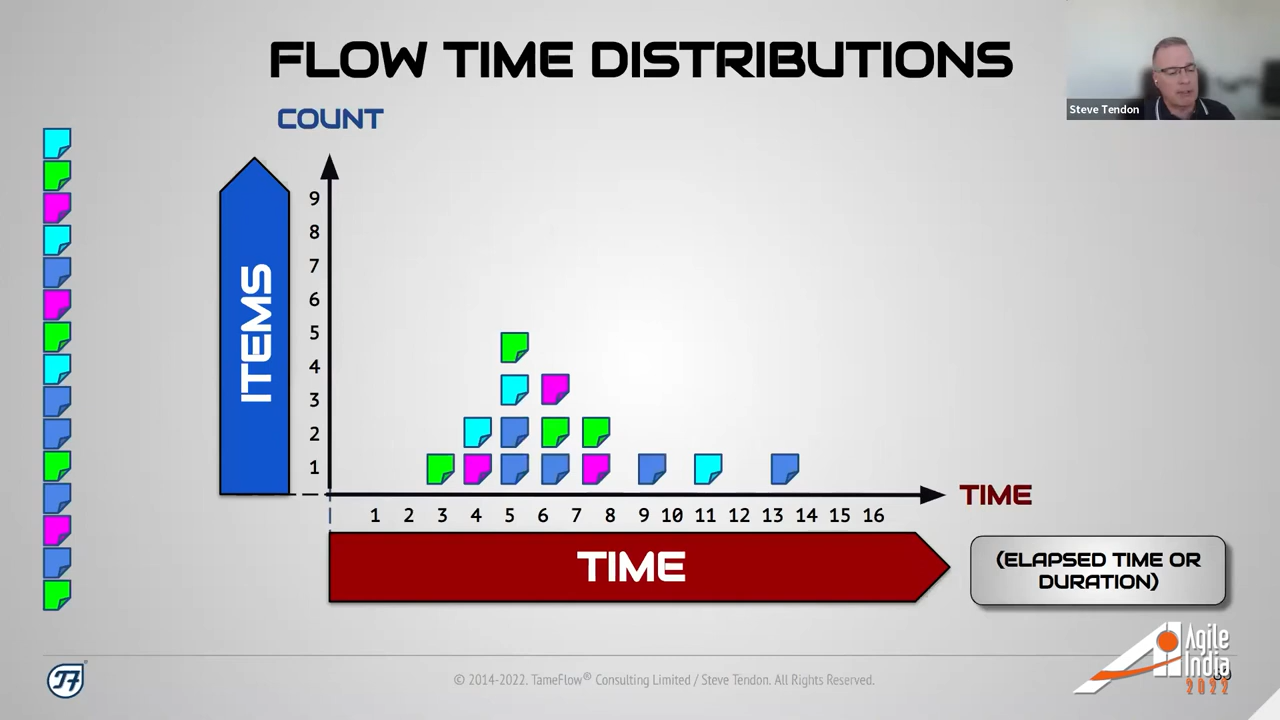 FLOW TIME DISTRIBUTIONS
Steve Tendon
COUNT
ITEMS
9
8
7
6
5
4
3
2
1
TIME
1 2 3 4 5 6 7 8 9 10 11 12 13 14 15 16
TIME
(ELAPSED TIME OR
DURATION)
© 2014-2022. TameFlow® Consulting Limited / Steve Tendon. All Rights Reserved.
Agile
India
2022